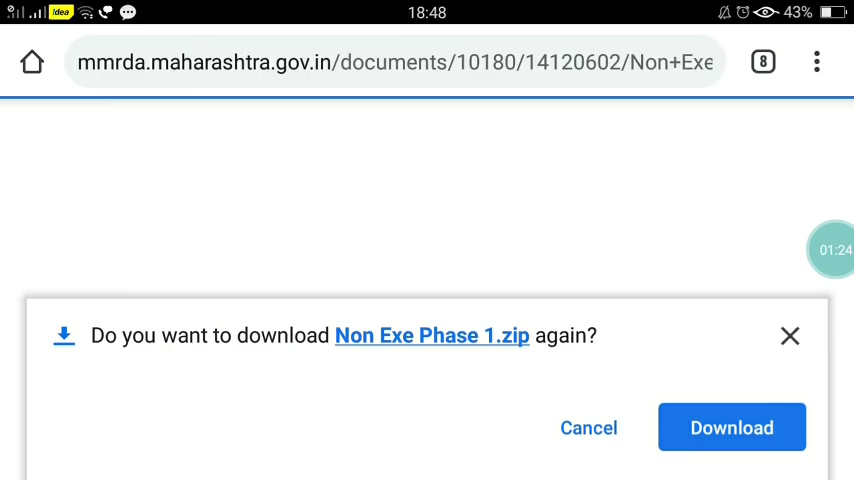 idea 18:48 43%
mmrda.maharashtra.gov.in/documents/10180/14120602/Non+Exe 8
01:24
Do you want to download Non Exe Phase 1.zip again?
Cancel Download